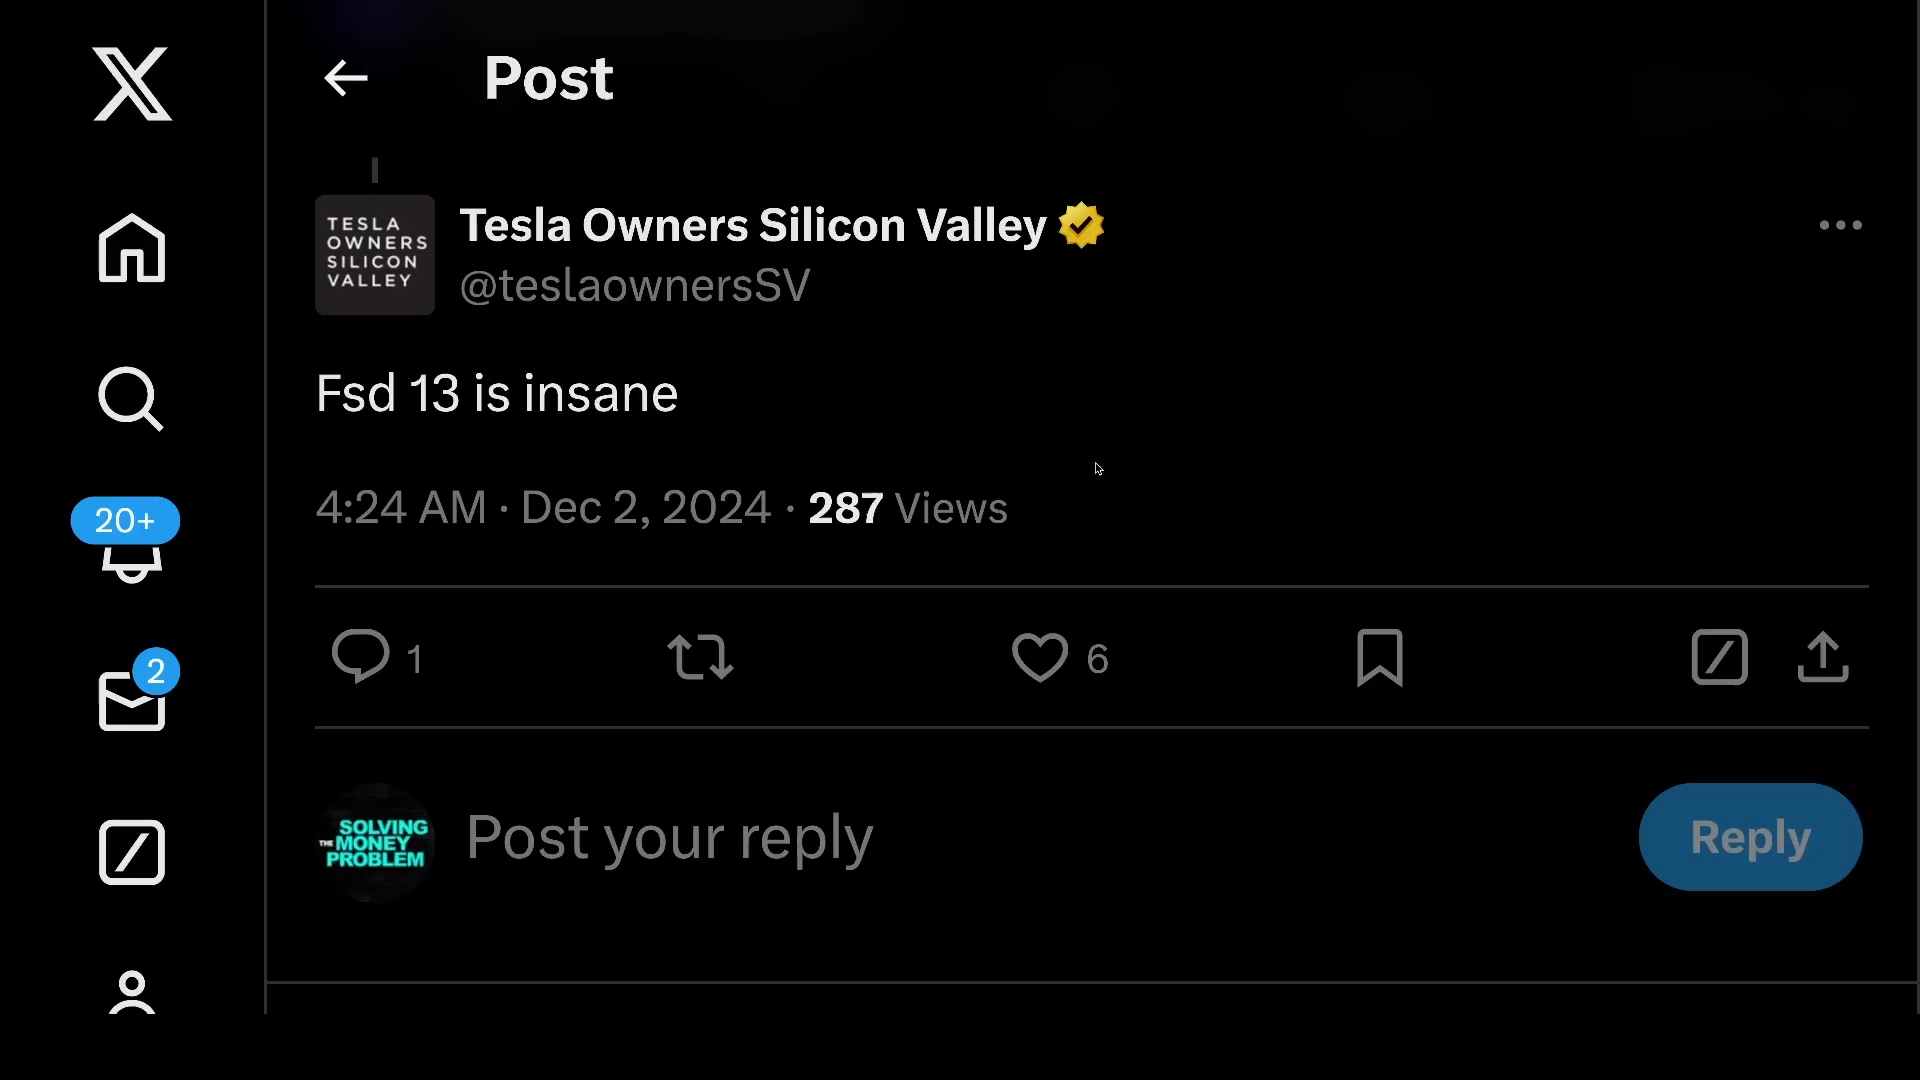 Post
TESLA
OWNERS
SILICON
VALLEY
Tesla Owners Silicon Valley
@teslaownersSV
Fsd 13 is insane
4:24 AM · Dec 2, 2024 · 287 Views
20+
1
6
2
SOLVING
THE MONEY
PROBLEM
Post your reply
Reply